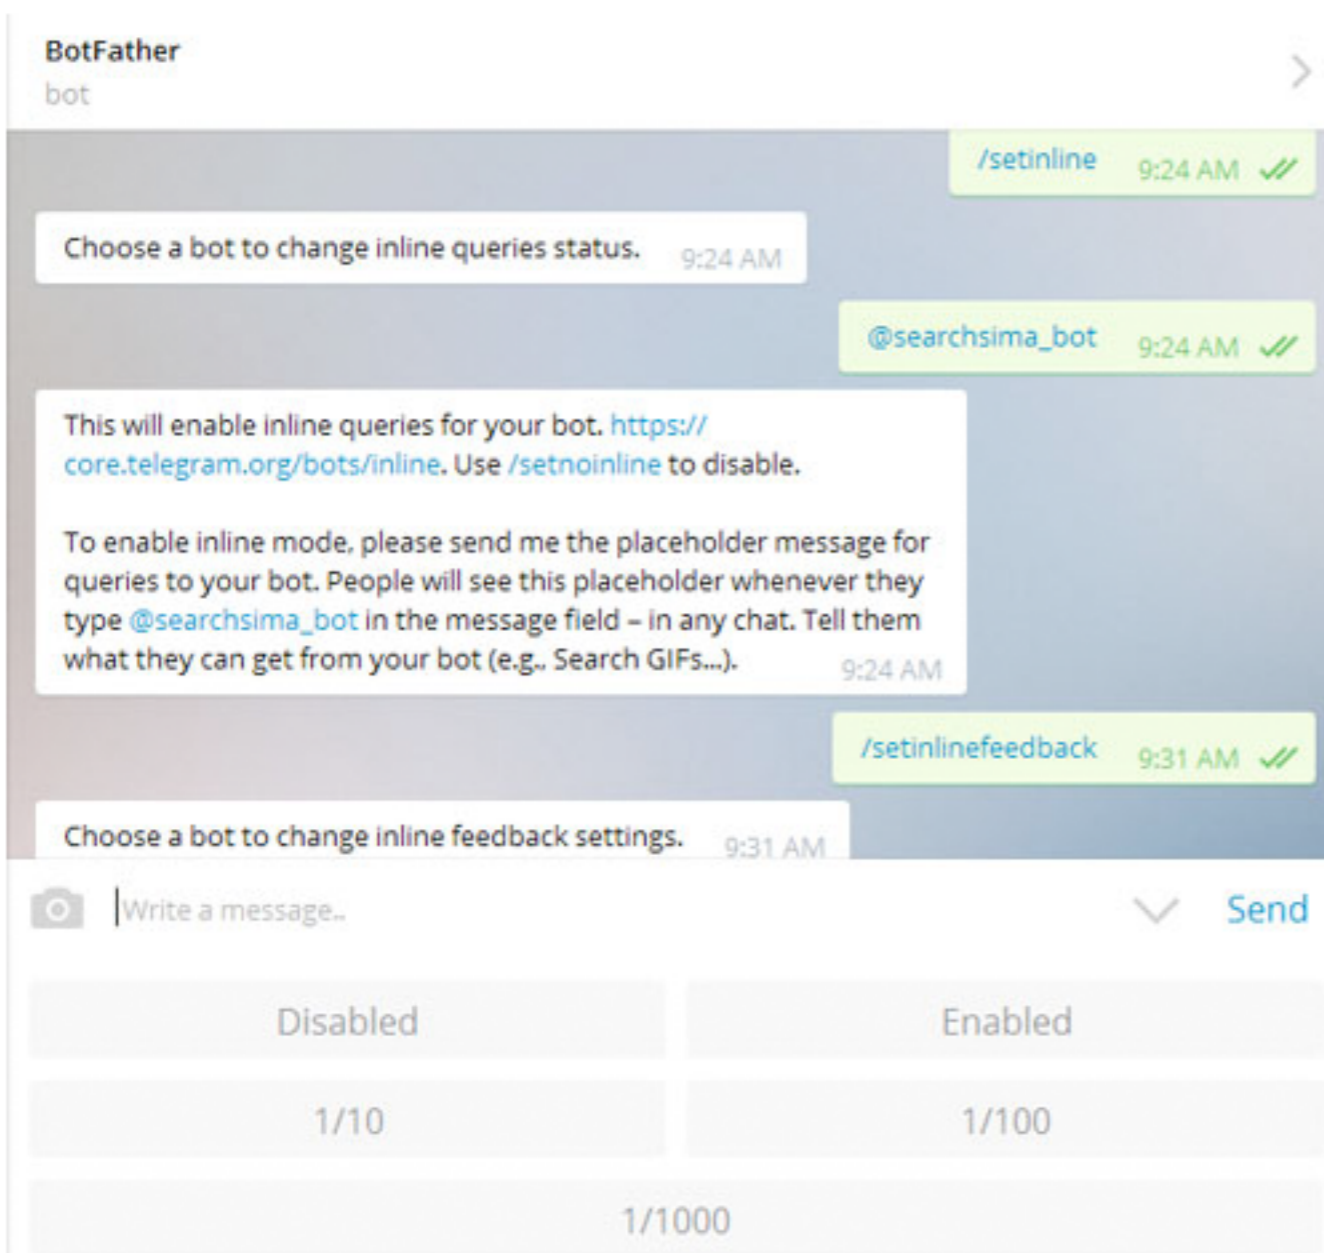 BotFather
bot
/setinline 9:24 AM
Choose a bot to change inline queries status. 9:24 AM
@searchsima_bot 9:24 AM
This will enable inline queries for your bot. https://
core.telegram.org/bots/inline. Use /setnoinline to disable.
To enable inline mode, please send me the placeholder message for
queries to your bot. People will see this placeholder whenever they
type @searchsima_bot in the message field – in any chat. Tell them
what they can get from your bot (e.g., Search GIFs...). 9:24 AM
/setinlinefeedback 9:31 AM
Choose a bot to change inline feedback settings. 9:31 AM
Write a message.. Send
Disabled Enabled
1/10 1/100
1/1000